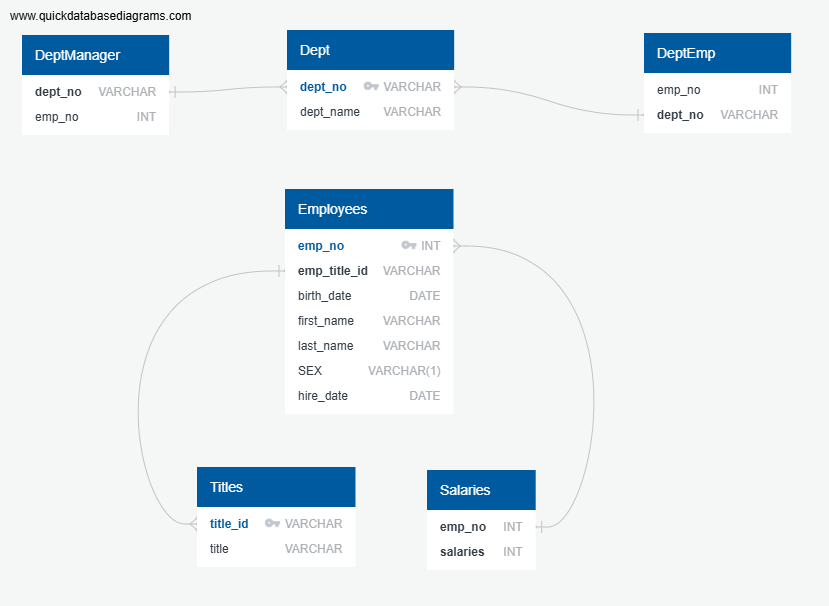 www.quickdatabasediagrams.com
DeptManager
dept_no VARCHAR
emp_no INT
Dept
dept_no VARCHAR
dept_name VARCHAR
DeptEmp
emp_no INT
dept_no VARCHAR
Employees
emp_no INT
emp_title_id VARCHAR
birth_date DATE
first_name VARCHAR
last_name VARCHAR
SEX VARCHAR(1)
hire_date DATE
Titles
title_id VARCHAR
title VARCHAR
Salaries
emp_no INT
salaries INT